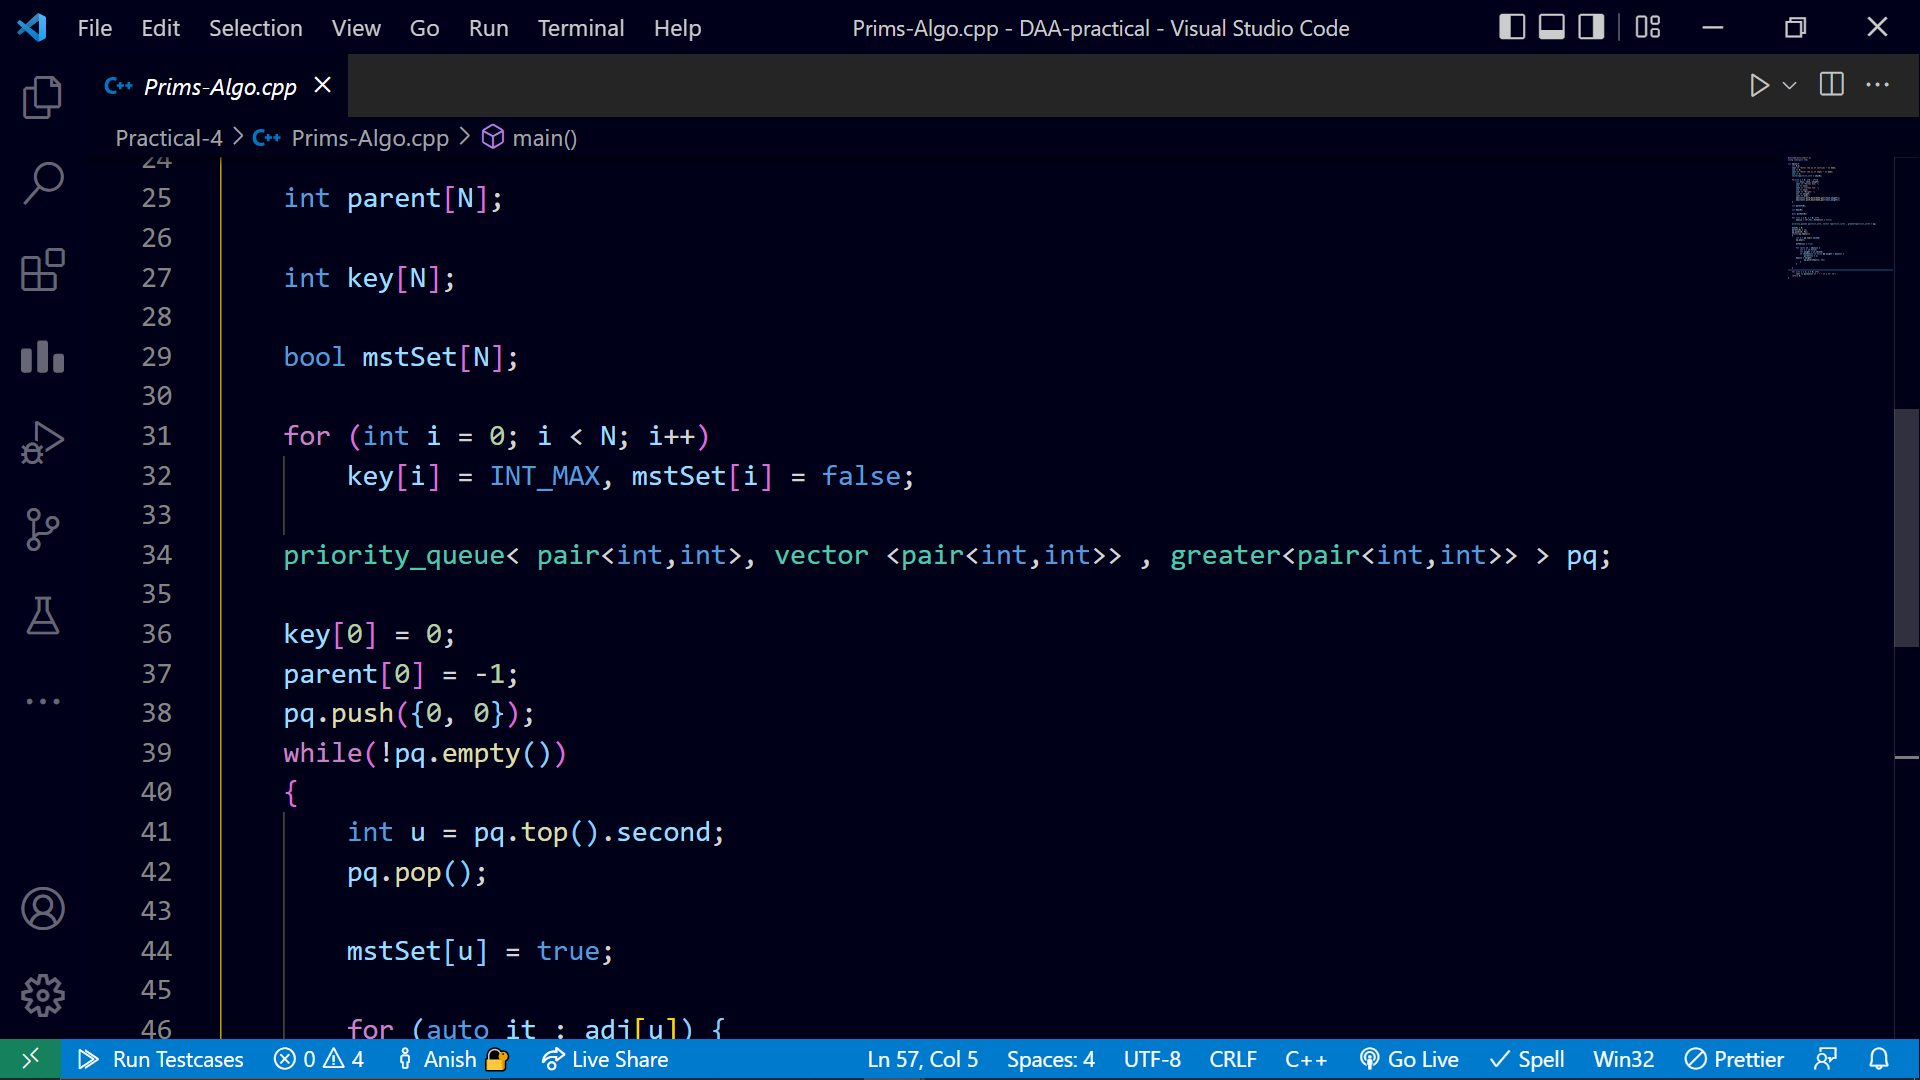 File Edit Selection View Go Run Terminal Help Prims-Algo.cpp - DAA-practical - Visual Studio Code
C++ Prims-Algo.cpp
Practical-4 > C++ Prims-Algo.cpp > main()
24
25 int parent[N];
26
27 int key[N];
28
29 bool mstSet[N];
30
31 for (int i = 0; i < N; i++)
32 key[i] = INT_MAX, mstSet[i] = false;
33
34 priority_queue< pair<int,int>, vector <pair<int,int>> , greater<pair<int,int>> > pq;
35
36 key[0] = 0;
37 parent[0] = -1;
38 pq.push({0, 0});
39 while(!pq.empty())
40 {
41 int u = pq.top().second;
42 pq.pop();
43
44 mstSet[u] = true;
45
46 for (auto it : adj[u]) {
Run Testcases 0 4 Anish Live Share Ln 57, Col 5 Spaces: 4 UTF-8 CRLF C++ Go Live Spell Win32 Prettier